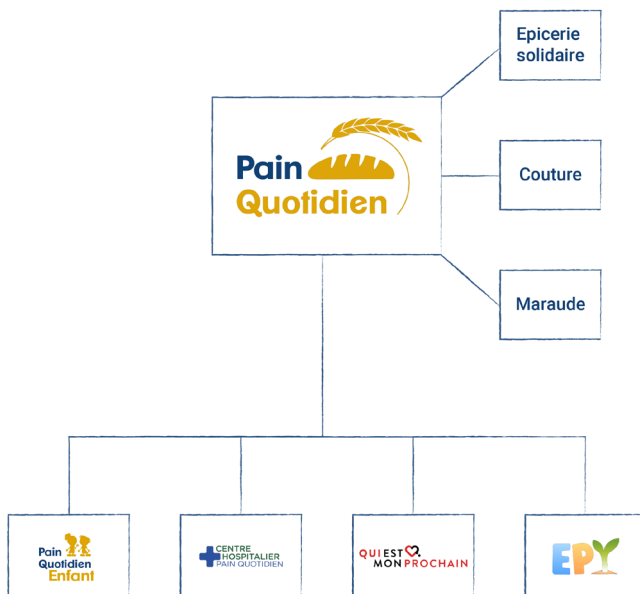 Epicerie
solidaire
Pain
Quotidien
Couture
Maraude
Pain
Quotidien
Enfant
CENTRE
HOSPITALIER
PAIN QUOTIDIEN
QUI EST
MON PROCHAIN
EPY